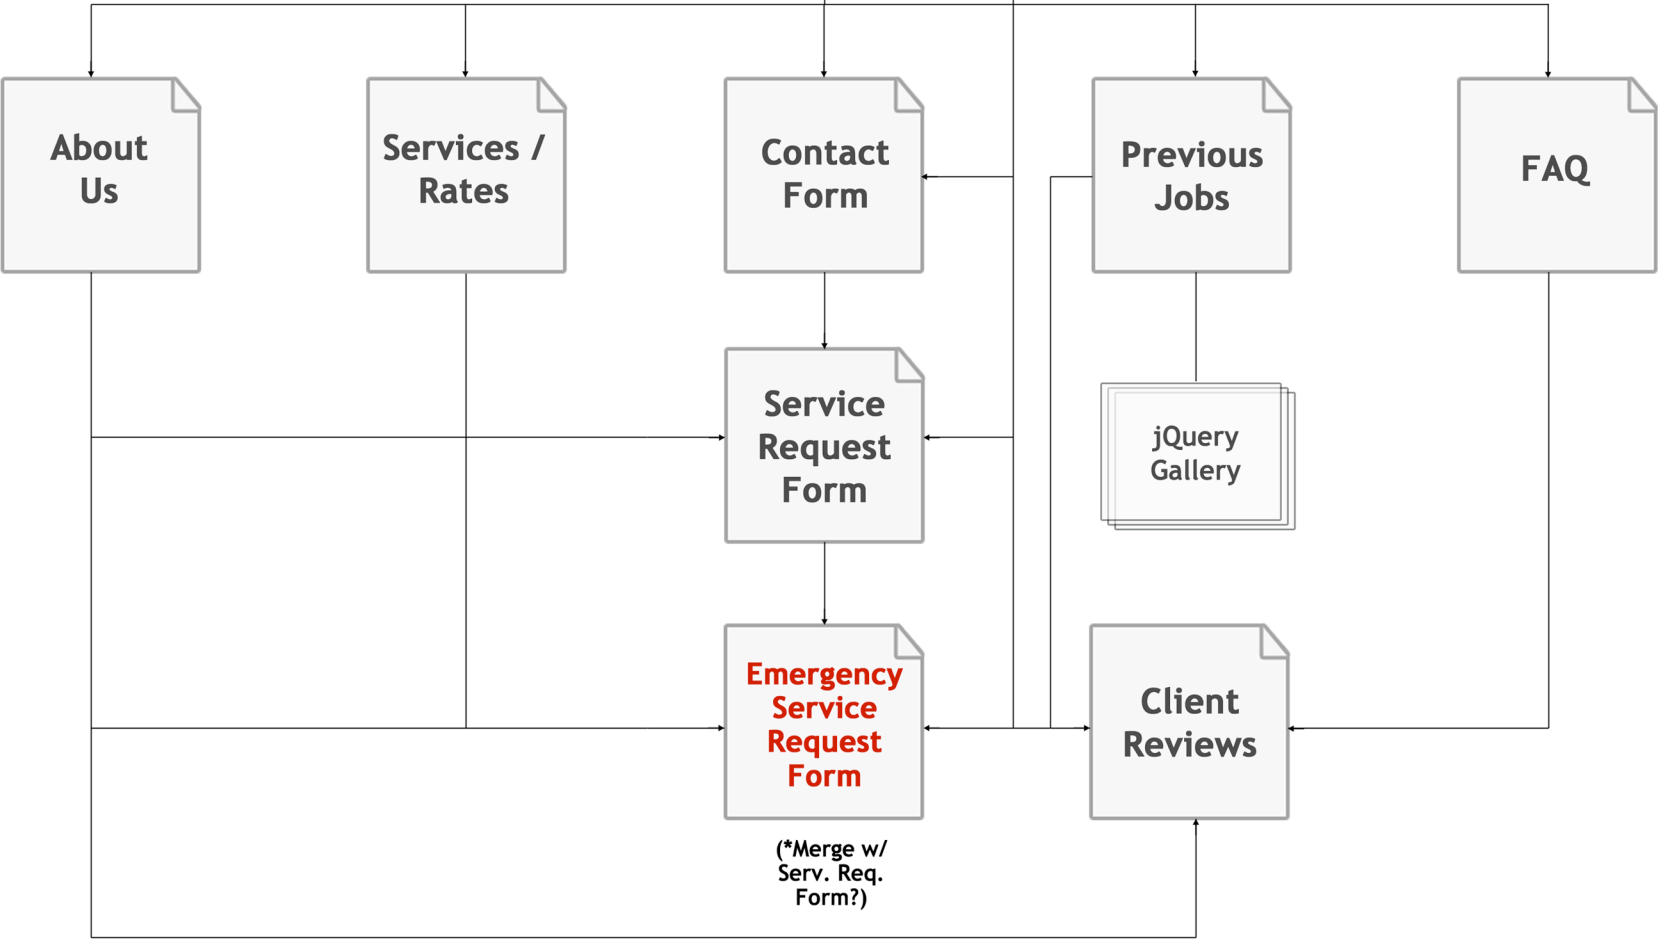 About
Us
Services /
Rates
Contact
Form
Previous
Jobs
FAQ
Service
Request
Form
jQuery
Gallery
Emergency
Service
Request
Form
Client
Reviews
(*Merge w/
Serv. Req.
Form?)